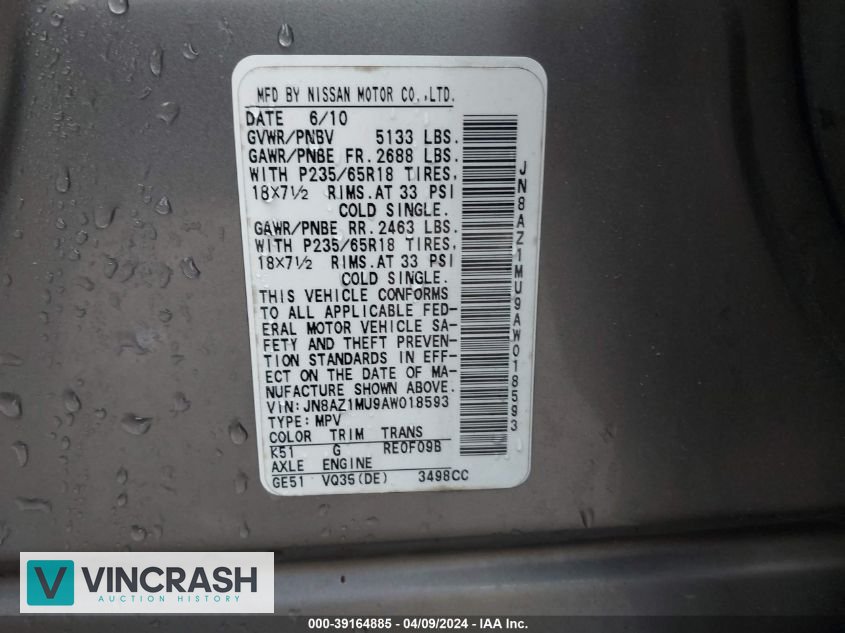 MFD BY NISSAN MOTOR CO.,LTD.
DATE 6/10
GVWR/PNBV 5133 LBS.
GAWR/PNBE FR.2688 LBS.
WITH P235/65R18 TIRES,
18X7½ RIMS.AT 33 PSI
COLD SINGLE.
GAWR/PNBE RR.2463 LBS.
WITH P235/65R18 TIRES,
18X7½ RIMS.AT 33 PSI
COLD SINGLE.
THIS VEHICLE CONFORMS
TO ALL APPLICABLE FED-
ERAL MOTOR VEHICLE SA-
FETY AND THEFT PREVEN-
TION STANDARDS IN EFF-
ECT ON THE DATE OF MA-
NUFACTURE SHOWN ABOVE.
VIN:JN8AZ1MU9AW018593
TYPE:MPV
COLOR TRIM TRANS
K51 G RE0F09B
AXLE ENGINE
GE51 VQ35(DE) 3498CC
JN8AZ1MU9AW018593
VINCRASH
AUCTION HISTORY
000-39164885 / 04/09/2024 - IAA Inc.